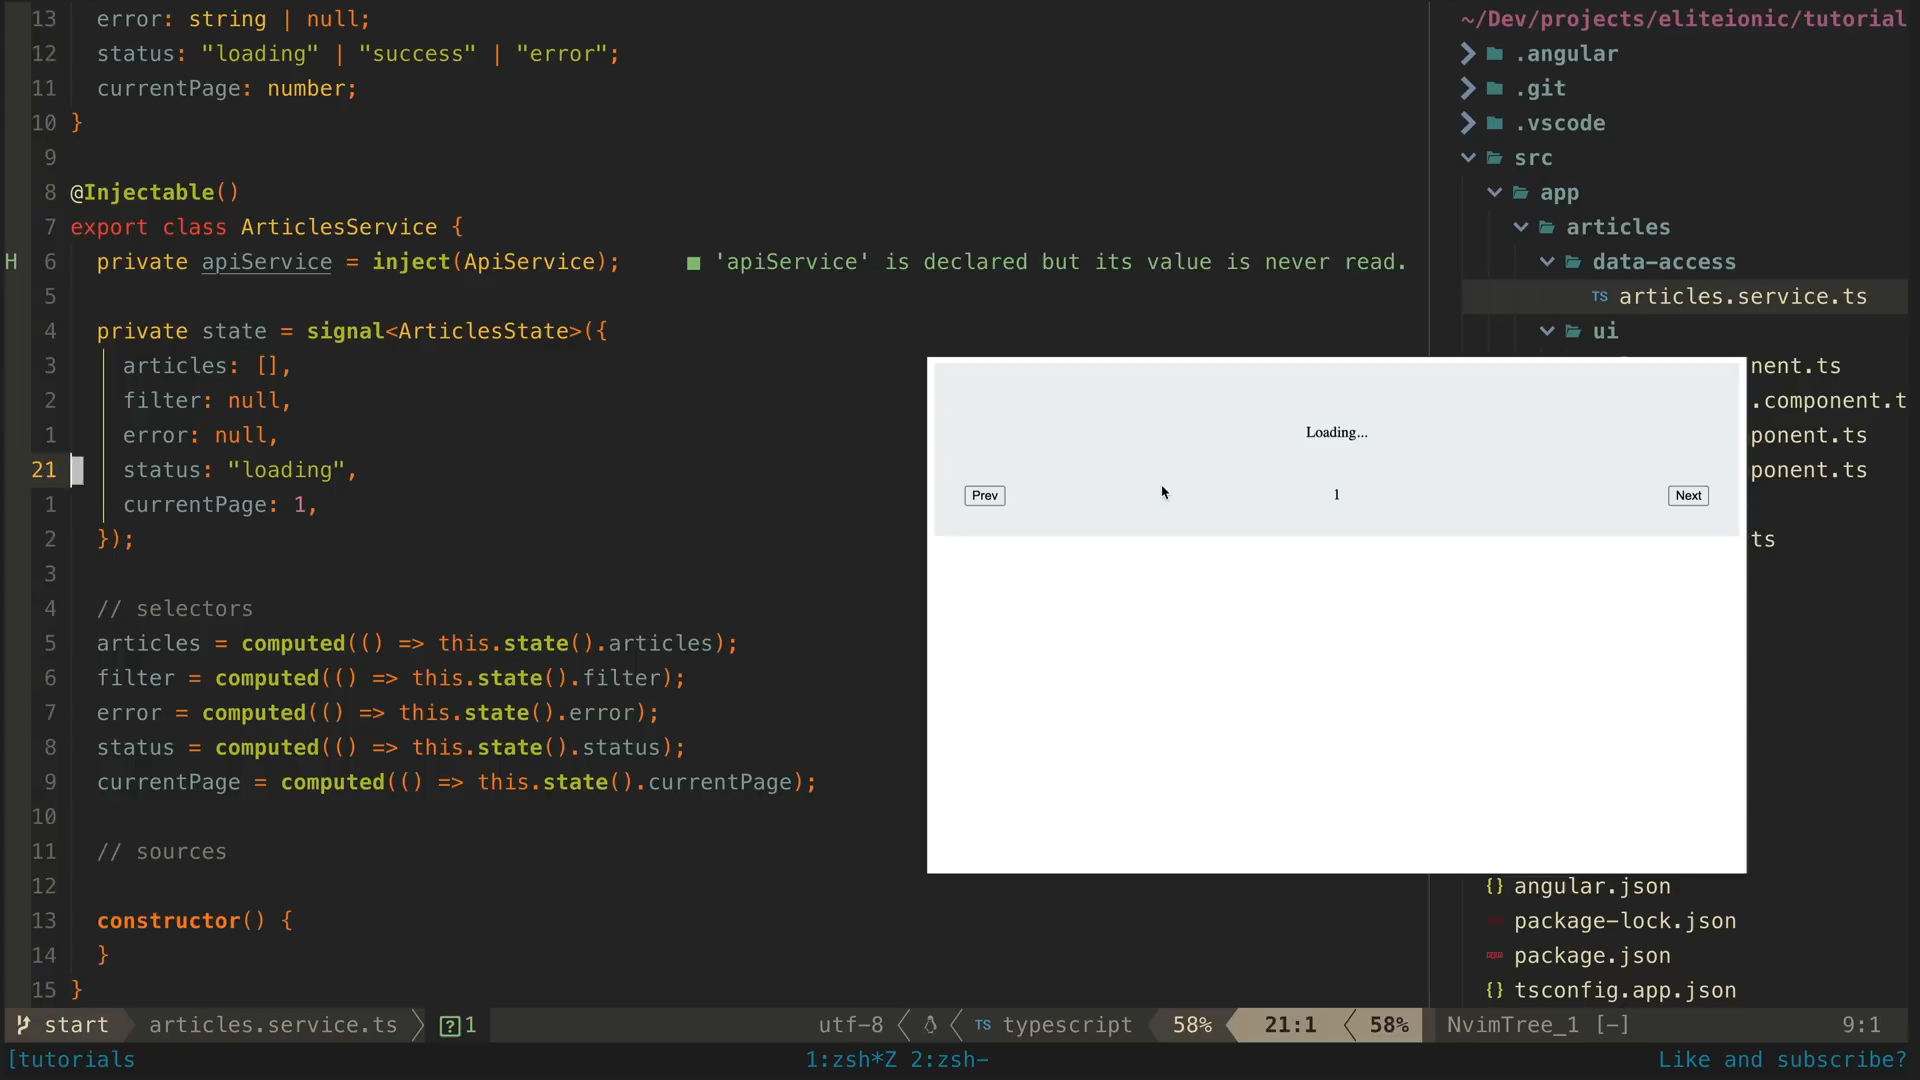 13 error: string | null;
12 status: "loading" | "success" | "error";
11 currentPage: number;
10 }
9
8 @Injectable()
7 export class ArticlesService {
H 6 private apiService = inject(ApiService); ■ 'apiService' is declared but its value is never read.
5
4 private state = signal<ArticlesState>({
3 articles: [],
2 filter: null,
1 error: null,
21 status: "loading",
1 currentPage: 1,
2 });
3
4 // selectors
5 articles = computed(() => this.state().articles);
6 filter = computed(() => this.state().filter);
7 error = computed(() => this.state().error);
8 status = computed(() => this.state().status);
9 currentPage = computed(() => this.state().currentPage);
10
11 // sources
12
13 constructor() {
14 }
15 }
Loading...
Prev 1 Next
~/Dev/projects/eliteionic/tutorial
.angular
.git
.vscode
src
app
articles
data-access
TS articles.service.ts
ui
nent.ts
.component.t
ponent.ts
ponent.ts
ts
{} angular.json
package-lock.json
package.json
{} tsconfig.app.json
start articles.service.ts [?]1 utf-8 TS typescript 58% 21:1 58% NvimTree_1 [-] 9:1
[tutorials 1:zsh*Z 2:zsh- Like and subscribe?